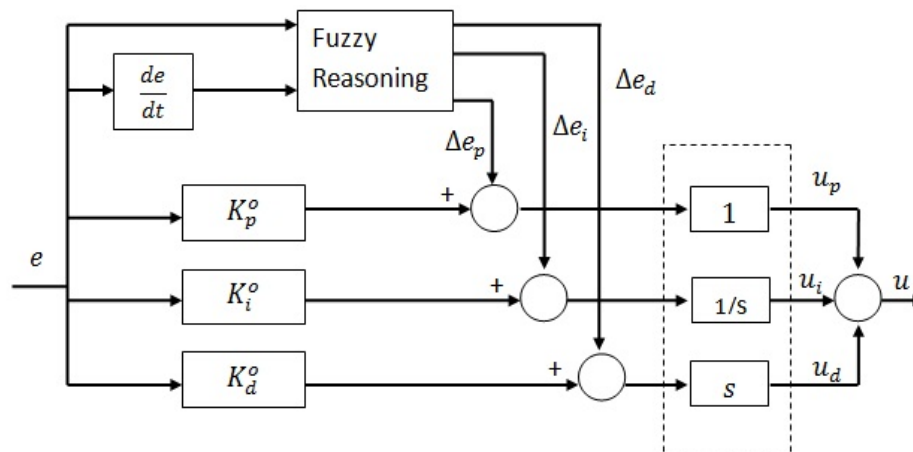 Fuzzy
Reasoning
de
dt
Δe_d
Δe_i
Δe_p
K_p^o
+
1
u_p
e
K_i^o
+
1/s
u_i
u
K_d^o
+
s
u_d